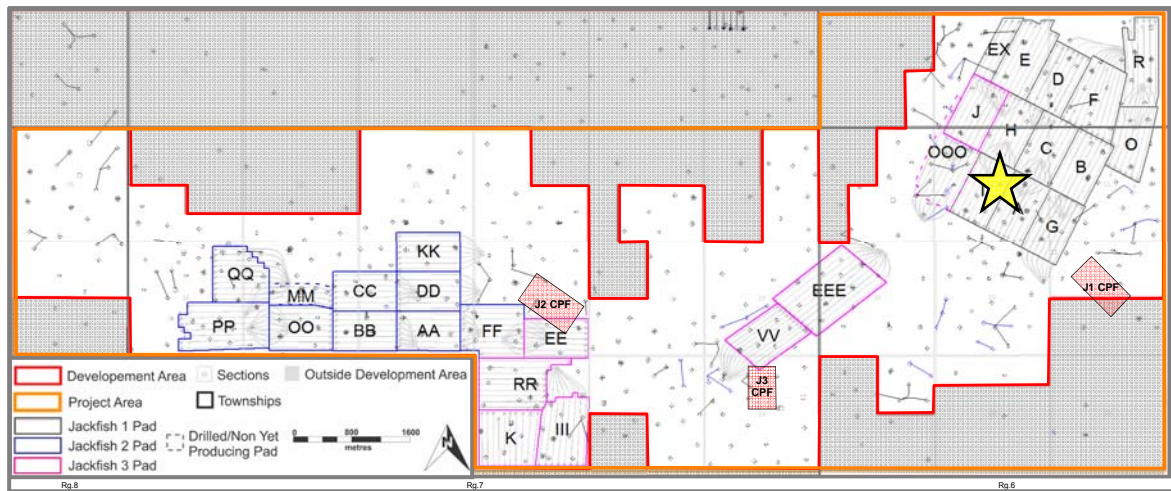 EX
E
R
D
F
J
H
C
OOO
O
B
G
KK
QQ
MM
CC
DD
EEE
J1 CPF
J2 CPF
PP
OO
BB
AA
FF
EE
VV
J3
CPF
RR
K
III
Developement Area
Sections
Outside Development Area
Project Area
Townships
Jackfish 1 Pad
Jackfish 2 Pad
Drilled/Non Yet
Producing Pad
Jackfish 3 Pad
0 800 1600
metres
N
Rg.8
Rg.7
Rg.6